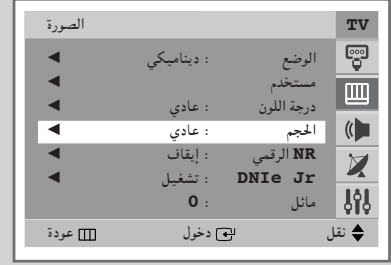 TV الصورة
الوضع : ديناميكي
مستخدم
درجة اللون : عادي
الحجم : عادي
NR الرقمي : إيقاف
DNIe Jr : تشغيل
مائل : 0
نقل دخول عودة